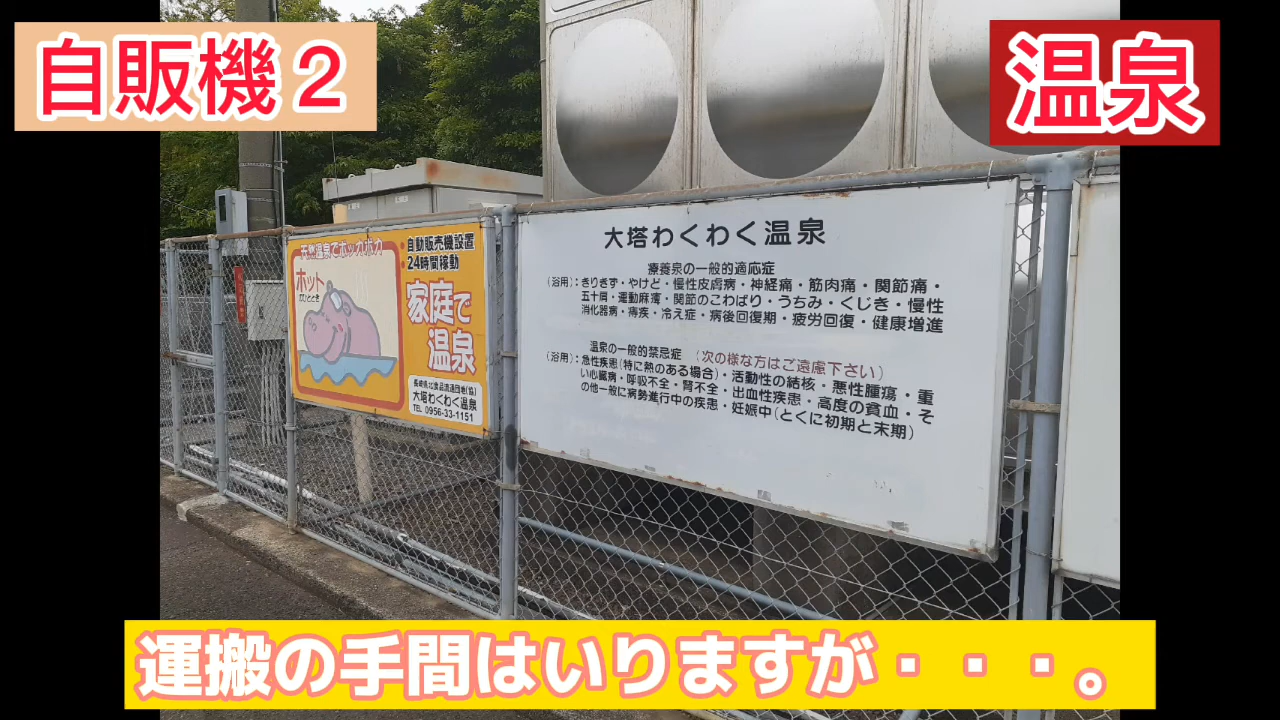 自販機２
温泉
天然温泉でホッカホカ
ホット
自動販売機設置
24時間稼動
家庭で
温泉
大塔わくわく温泉
TEL 0956-33-1151
大塔わくわく温泉
療養泉の一般的適応症
(浴用):きりきず・やけど・慢性皮膚病・神経痛・筋肉痛・関節痛・
五十肩・運動麻痺・関節のこわばり・うちみ・くじき・慢性
消化器病・痔疾・冷え症・病後回復期・疲労回復・健康増進
温泉の一般的禁忌症 (次の様な方はご遠慮下さい)
(浴用):急性疾患(特に熱のある場合)・活動性の結核・悪性腫瘍・重
い心臓病・呼吸不全・腎不全・出血性疾患・高度の貧血・そ
の他一般に病勢進行中の疾患・妊娠中(とくに初期と末期)
運搬の手間はいりますが・・・。